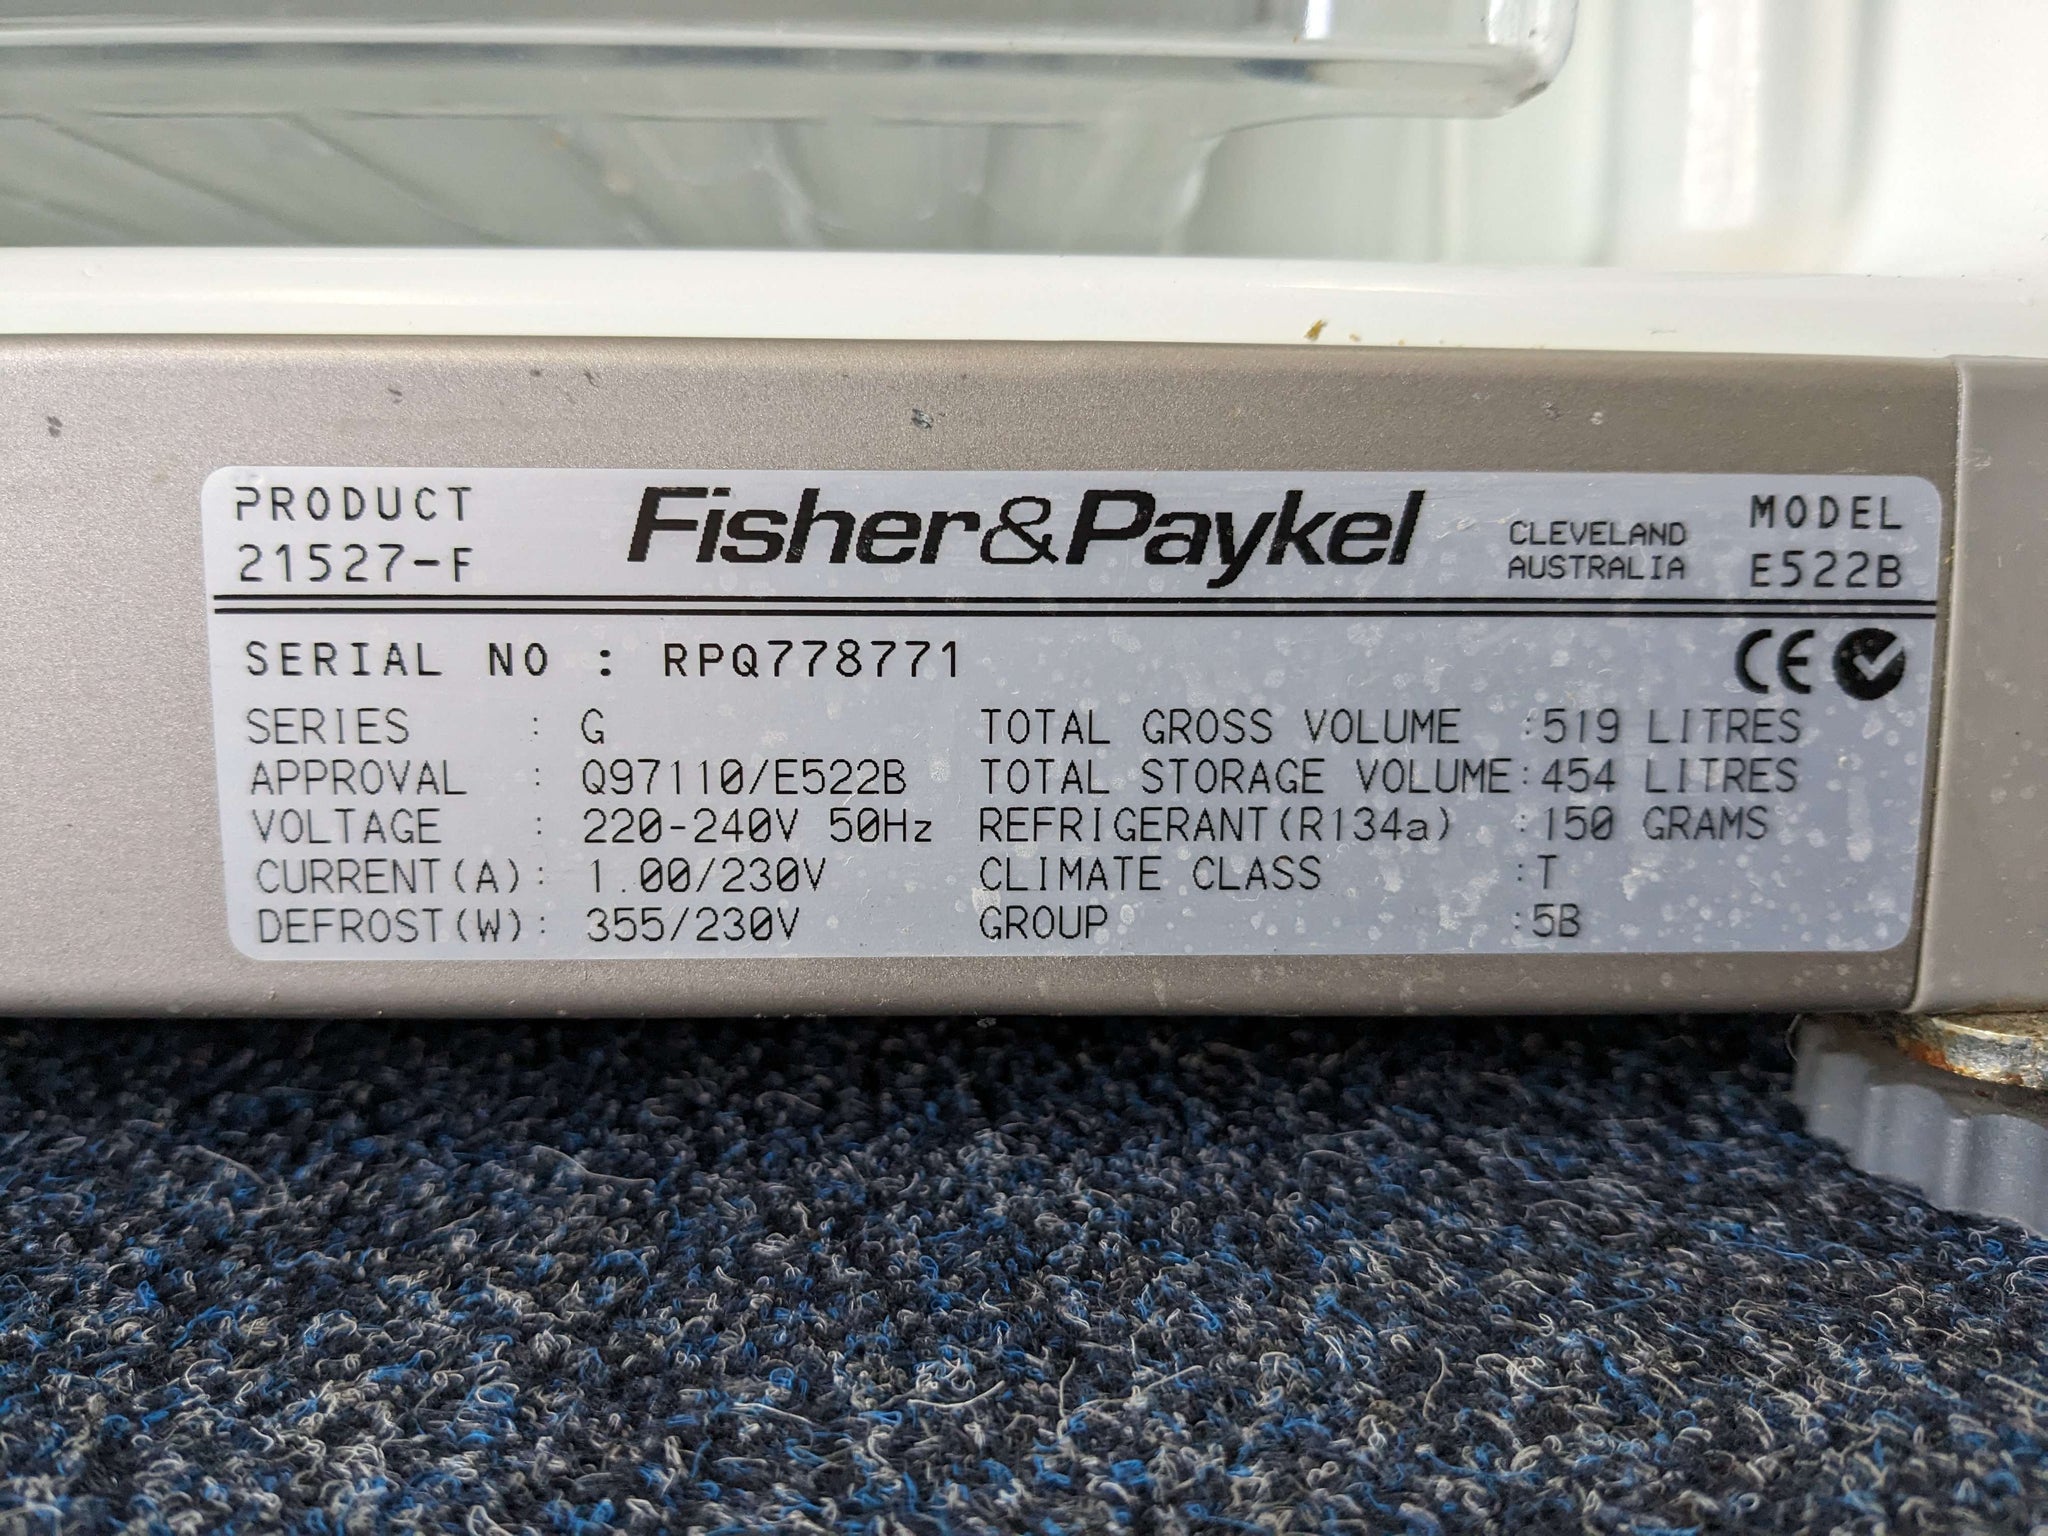 PRODUCT
21527-F
Fisher&Paykel
CLEVELAND
AUSTRALIA
MODEL
E522B
SERIAL NO : RPQ778771
CE
SERIES : G
APPROVAL : Q97110/E522B
VOLTAGE : 220-240V 50Hz
CURRENT(A): 1.00/230V
DEFROST(W): 355/230V
TOTAL GROSS VOLUME :519 LITRES
TOTAL STORAGE VOLUME:454 LITRES
REFRIGERANT(R134a) :150 GRAMS
CLIMATE CLASS :T
GROUP :5B